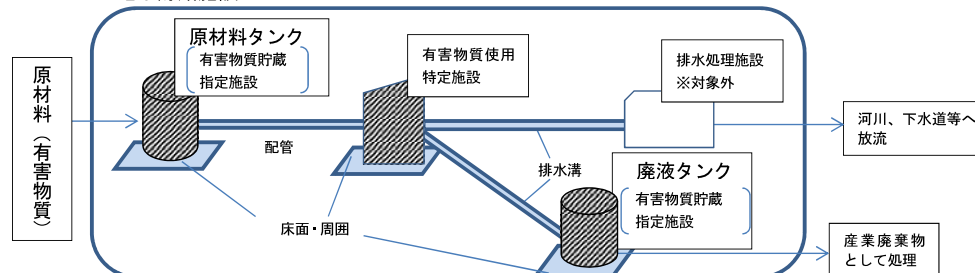 原材料タンク
有害物質貯蔵
指定施設
有害物質使用
特定施設
排水処理施設
※対象外
原材料（有害物質）
河川、下水道等へ
放流
配管
排水溝
廃液タンク
有害物質貯蔵
指定施設
床面・周囲
産業廃棄物
として処理